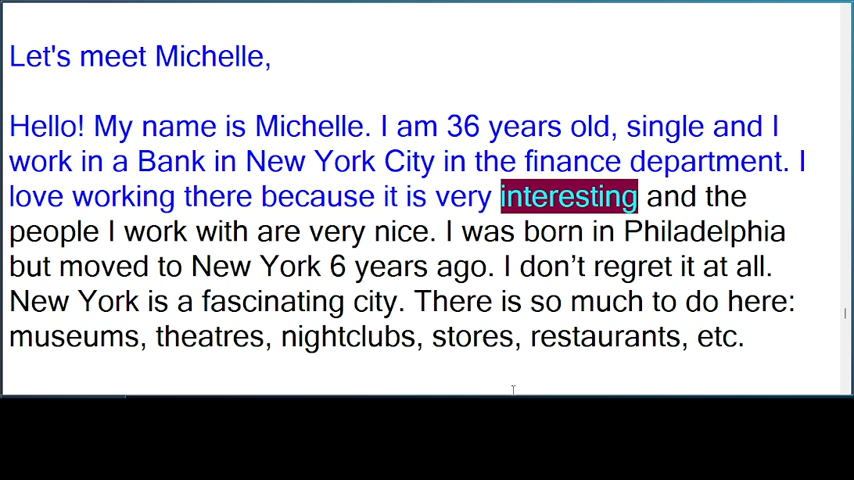 Let's meet Michelle,
Hello! My name is Michelle. I am 36 years old, single and I
work in a Bank in New York City in the finance department. I
love working there because it is very interesting and the
people I work with are very nice. I was born in Philadelphia
but moved to New York 6 years ago. I don’t regret it at all.
New York is a fascinating city. There is so much to do here:
museums, theatres, nightclubs, stores, restaurants, etc.